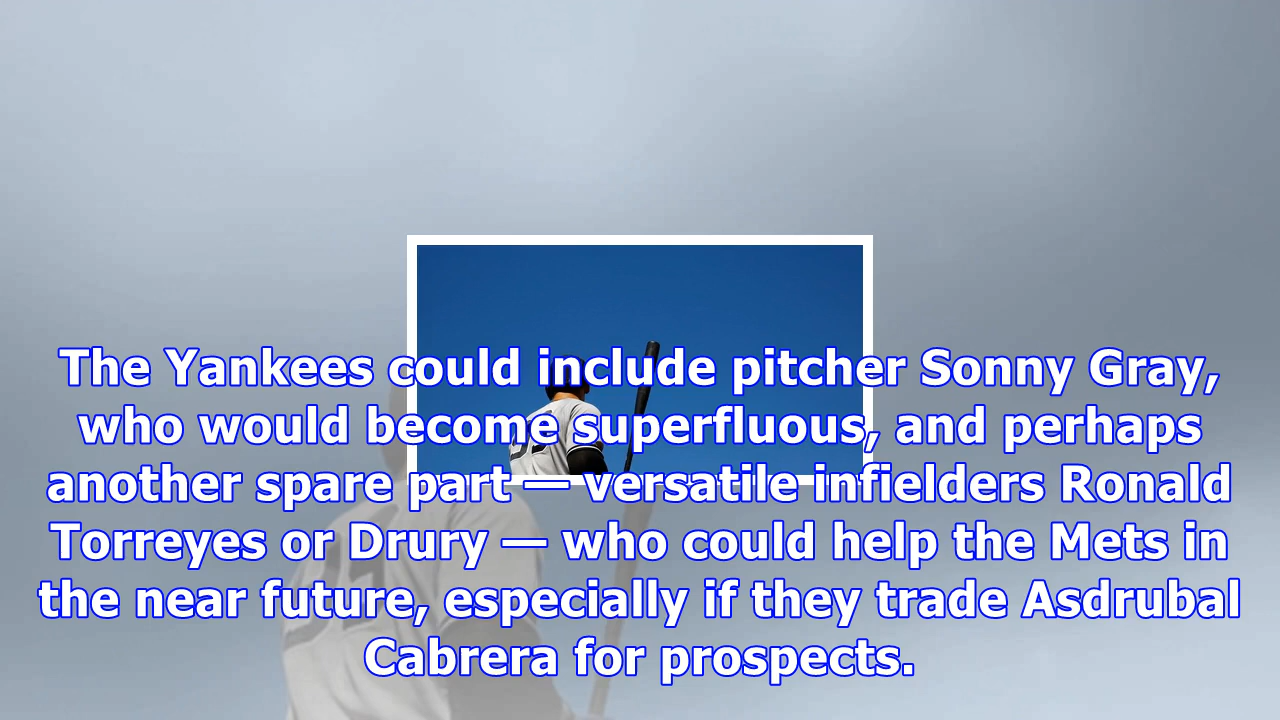 The Yankees could include pitcher Sonny Gray,
who would become superfluous, and perhaps
another spare part — versatile infielders Ronald
Torreyes or Drury — who could help the Mets in
the near future, especially if they trade Asdrubal
Cabrera for prospects.